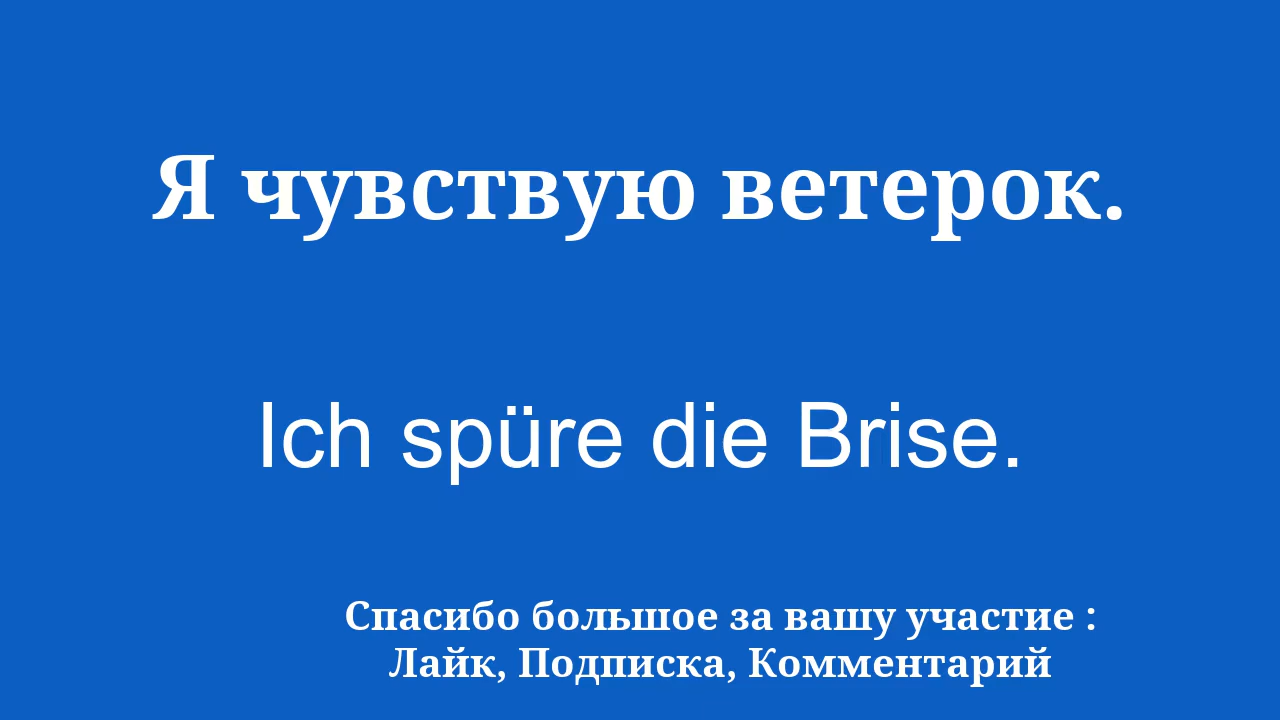 Я чувствую ветерок.
Ich spüre die Brise.
Спасибо большое за вашу участие :
Лайк, Подписка, Комментарий